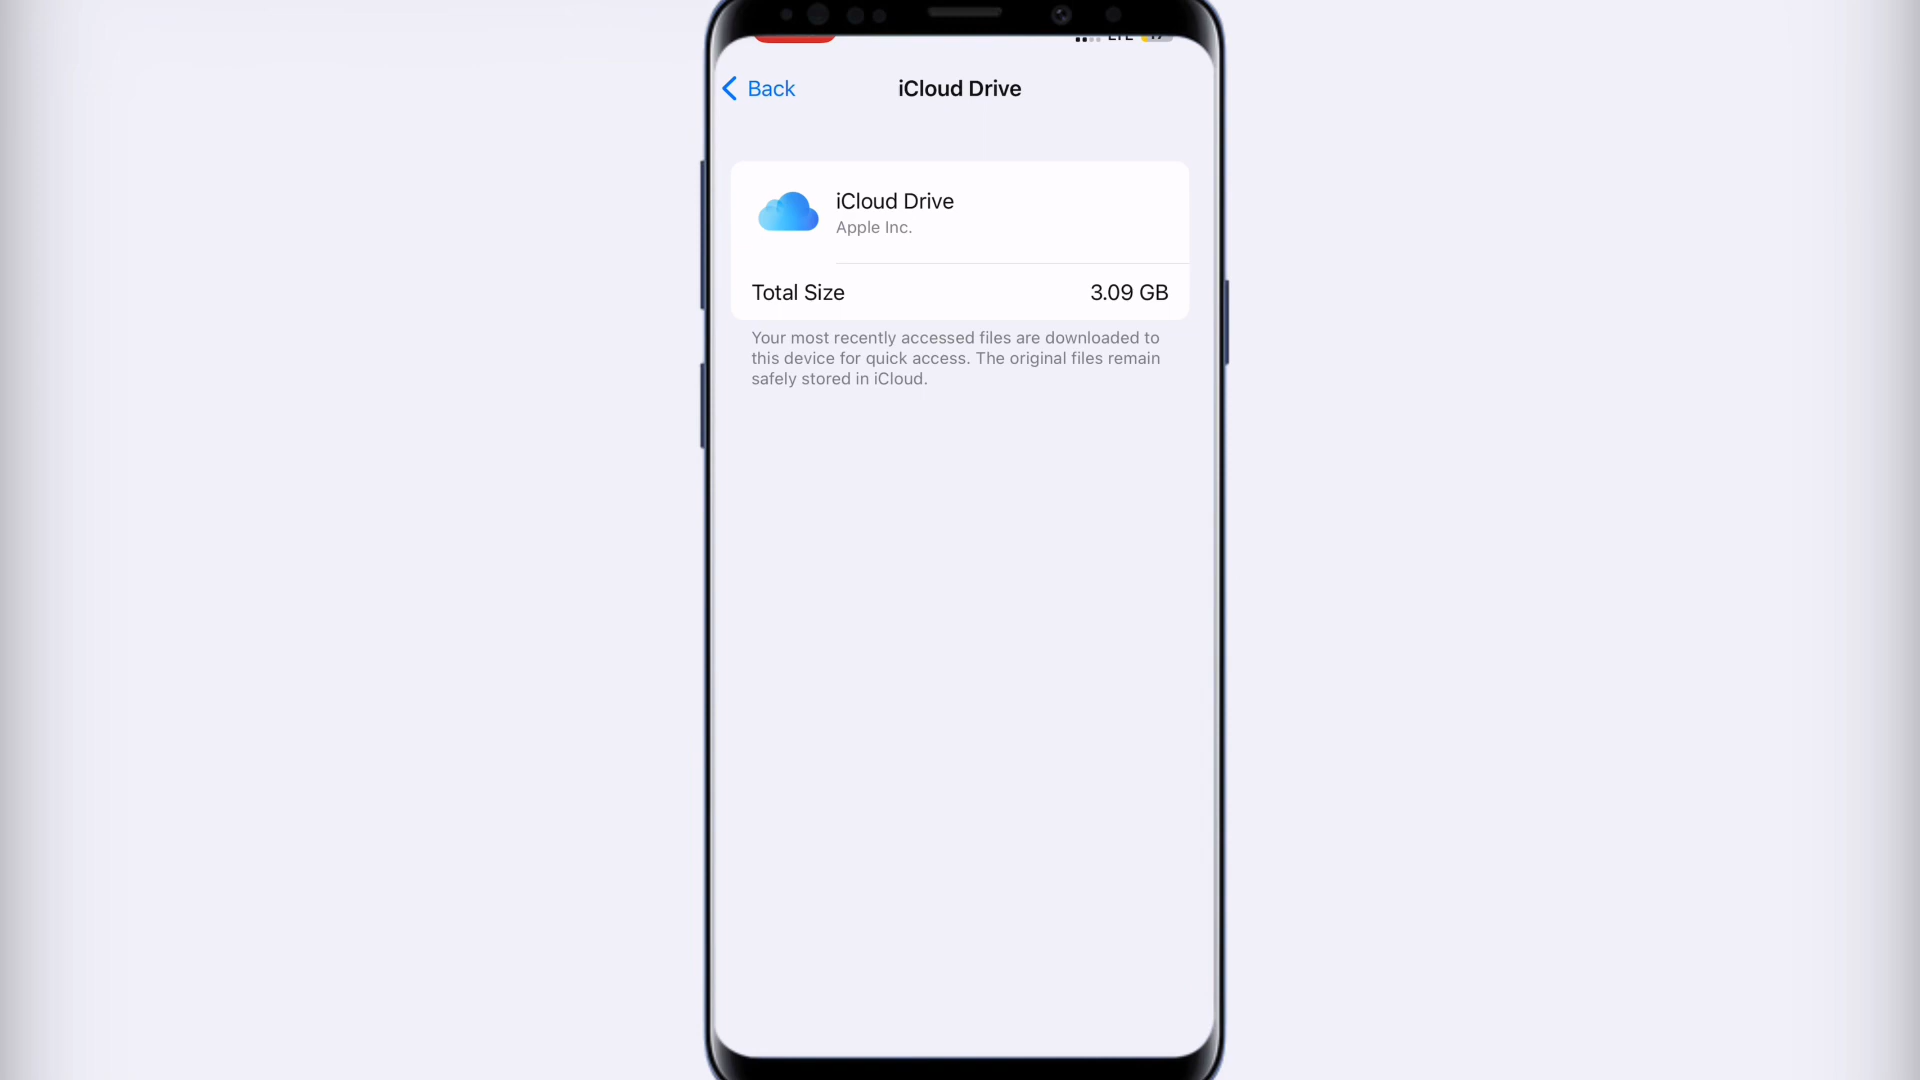 Back
iCloud Drive
iCloud Drive
Apple Inc.
Total Size
3.09 GB
Your most recently accessed files are downloaded to
this device for quick access. The original files remain
safely stored in iCloud.